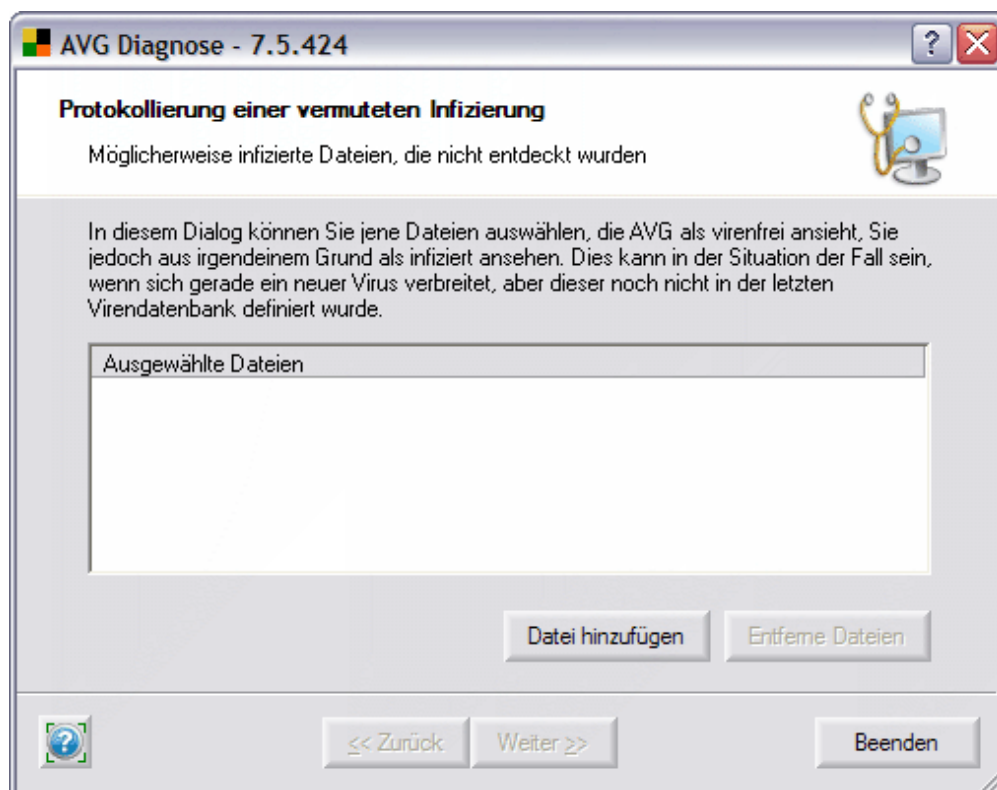 AVG Diagnose - 7.5.424
Protokollierung einer vermuteten Infizierung
Möglicherweise infizierte Dateien, die nicht entdeckt wurden
In diesem Dialog können Sie jene Dateien auswählen, die AVG als virenfrei ansieht, Sie
jedoch aus irgendeinem Grund als infiziert ansehen. Dies kann in der Situation der Fall sein,
wenn sich gerade ein neuer Virus verbreitet, aber dieser noch nicht in der letzten
Virendatenbank definiert wurde.
Ausgewählte Dateien
Datei hinzufügen
Entferne Dateien
<< Zurück
Weiter >>
Beenden